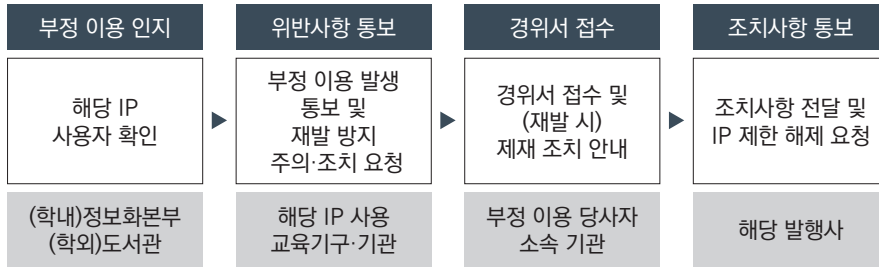 부정 이용 인지
위반사항 통보
경위서 접수
조치사항 통보
해당 IP
사용자 확인
부정 이용 발생
통보 및
재발 방지
주의·조치 요청
경위서 접수 및
(재발 시)
제재 조치 안내
조치사항 전달 및
IP 제한 해제 요청
(학내)정보화본부
(학외)도서관
해당 IP 사용
교육기구·기관
부정 이용 당사자
소속 기관
해당 발행사